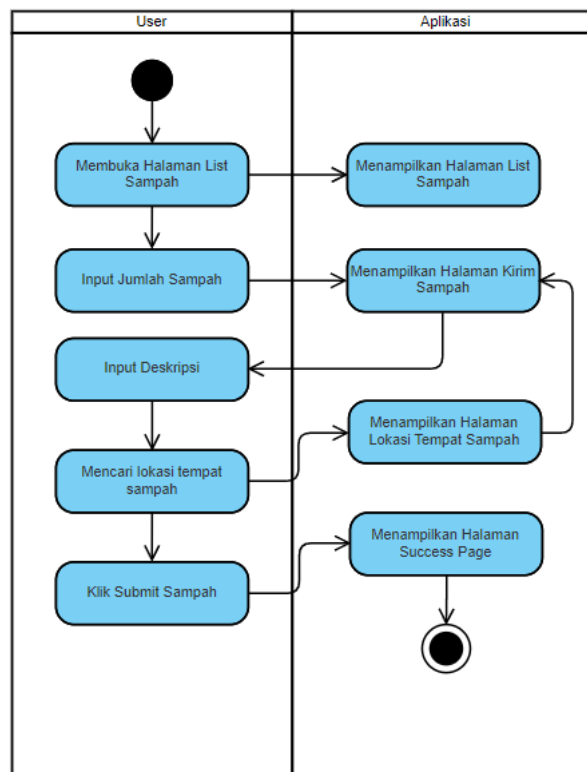 User
Aplikasi
Membuka Halaman List
Sampah
Menampilkan Halaman List
Sampah
Input Jumlah Sampah
Menampilkan Halaman Kirim
Sampah
Input Deskripsi
Menampilkan Halaman
Lokasi Tempat Sampah
Mencari lokasi tempat
sampah
Menampilkan Halaman
Success Page
Klik Submit Sampah